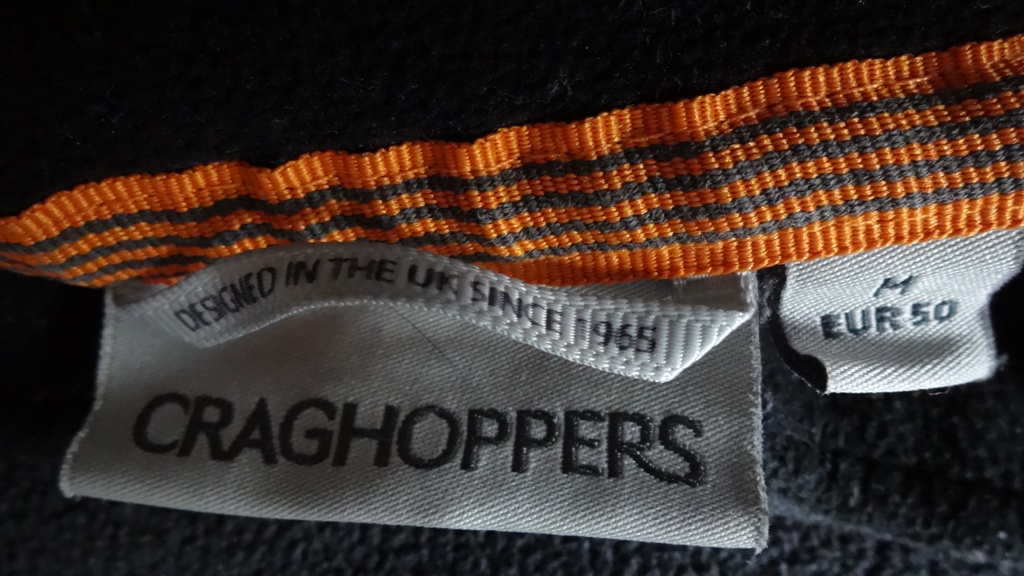 DESIGNED IN THE UK SINCE 1965
CRAGHOPPERS
M
EUR 50